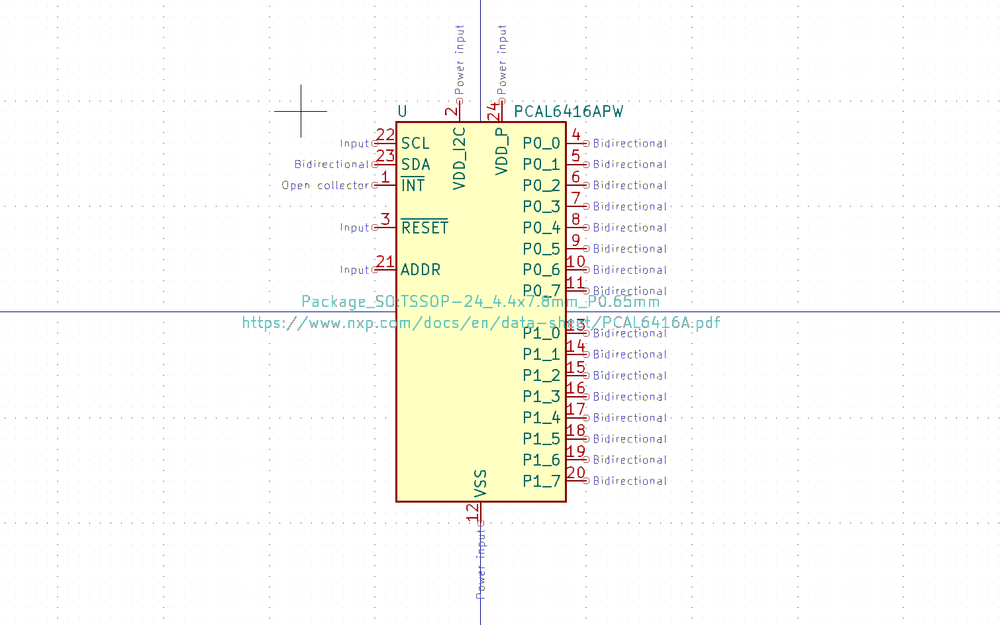 Power input
Power input
2
24
U
PCAL6416APW
VDD_I2C
VDD_P
Input 22 SCL
Bidirectional 23 SDA
Open collector 1 INT
Input 3 RESET
Input 21 ADDR
P0_0 4 Bidirectional
P0_1 5 Bidirectional
P0_2 6 Bidirectional
P0_3 7 Bidirectional
P0_4 8 Bidirectional
P0_5 9 Bidirectional
P0_6 10 Bidirectional
P0_7 11 Bidirectional
Package_SO:TSSOP-24_4.4x7.8mm_P0.65mm
https://www.nxp.com/docs/en/data-sheet/PCAL6416A.pdf
P1_0 13 Bidirectional
P1_1 14 Bidirectional
P1_2 15 Bidirectional
P1_3 16 Bidirectional
P1_4 17 Bidirectional
P1_5 18 Bidirectional
P1_6 19 Bidirectional
P1_7 20 Bidirectional
VSS
12
Power input